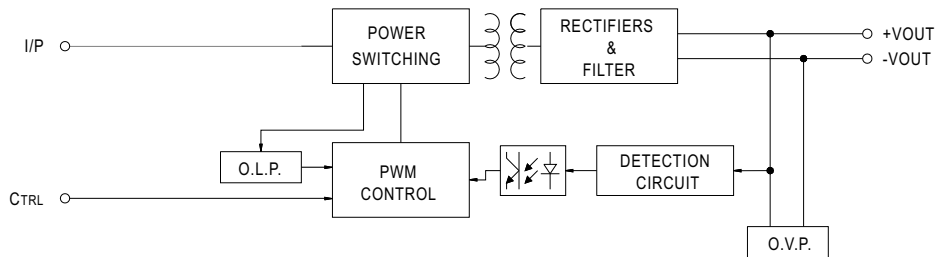 I/P
POWER
SWITCHING
RECTIFIERS
&
FILTER
+VOUT
-VOUT
O.L.P.
PWM
CONTROL
DETECTION
CIRCUIT
CTRL
O.V.P.